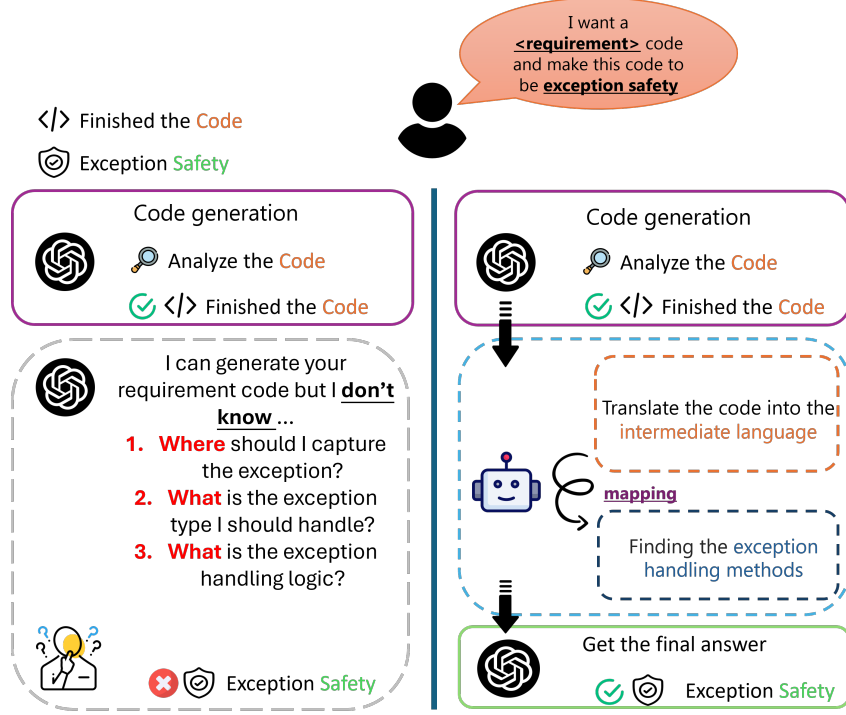 I want a
<requirement> code
and make this code to
be exception safety
</> Finished the Code
Exception Safety
Code generation
Analyze the Code
</> Finished the Code
I can generate your
requirement code but I don't
know ...
1. Where should I capture
the exception?
2. What is the exception
type I should handle?
3. What is the exception
handling logic?
Exception Safety
Code generation
Analyze the Code
</> Finished the Code
Translate the code into the
intermediate language
mapping
Finding the exception
handling methods
Get the final answer
Exception Safety